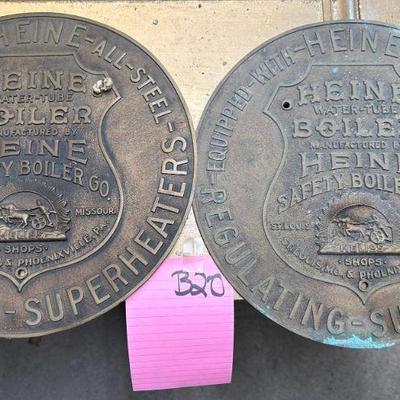 HEINE-ALL-STEEL-
-SUPERHEATERS-
HEINE
WATER-TUBE
BOILER
MANUFACTURED BY
HEINE
SAFETY BOILER CO.
MISSOURI
SHOPS
& PHOENIXVILLE, PA.
B20
EQUIPPED-WITH-HEINE
REGULATING-SU
HEINE
WATER-TUBE
BOILER
MANUFACTURED BY
HEINE
SAFETY BOILER
ST. LOUIS
SHOPS
ST. LOUIS, MO. & PHOENIX